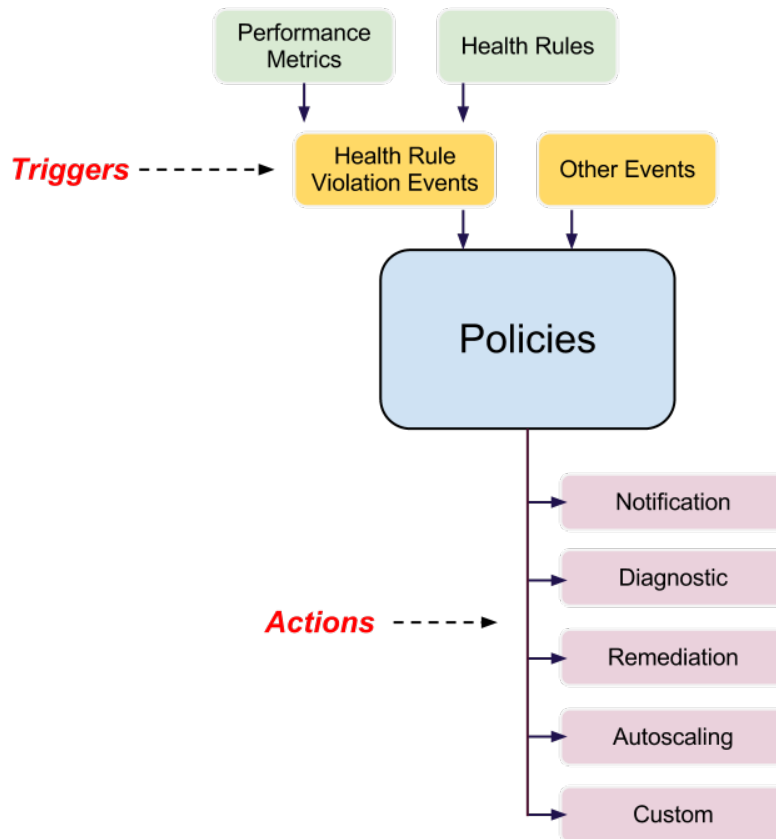 Performance
Metrics
Health Rules
Triggers
Health Rule
Violation Events
Other Events
Policies
Notification
Diagnostic
Actions
Remediation
Autoscaling
Custom